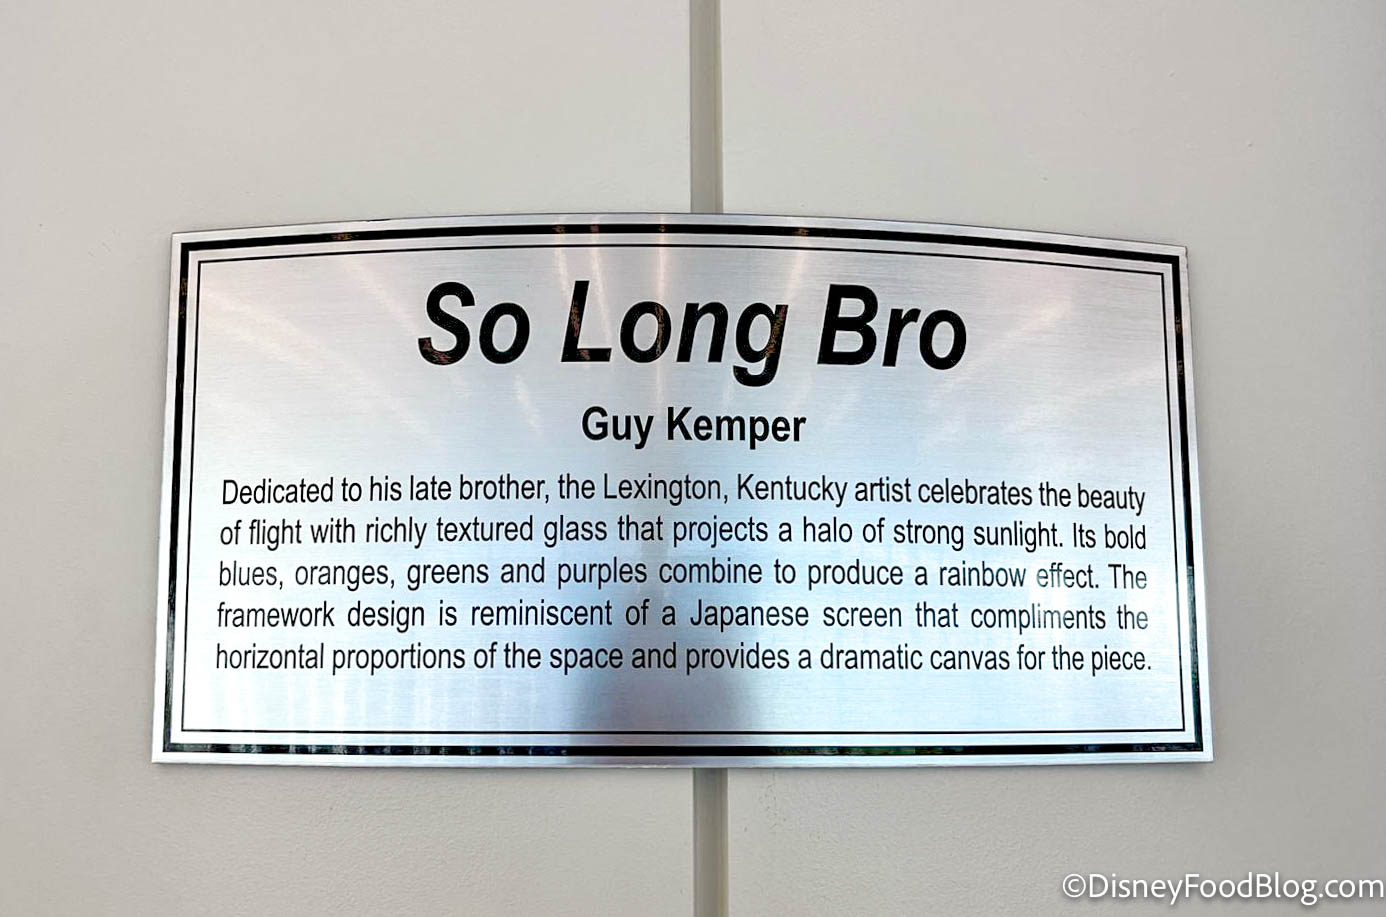 So Long Bro
Guy Kemper
Dedicated to his late brother, the Lexington, Kentucky artist celebrates the beauty
of flight with richly textured glass that projects a halo of strong sunlight. Its bold
blues, oranges, greens and purples combine to produce a rainbow effect. The
framework design is reminiscent of a Japanese screen that compliments the
horizontal proportions of the space and provides a dramatic canvas for the piece.
©DisneyFoodBlog.com